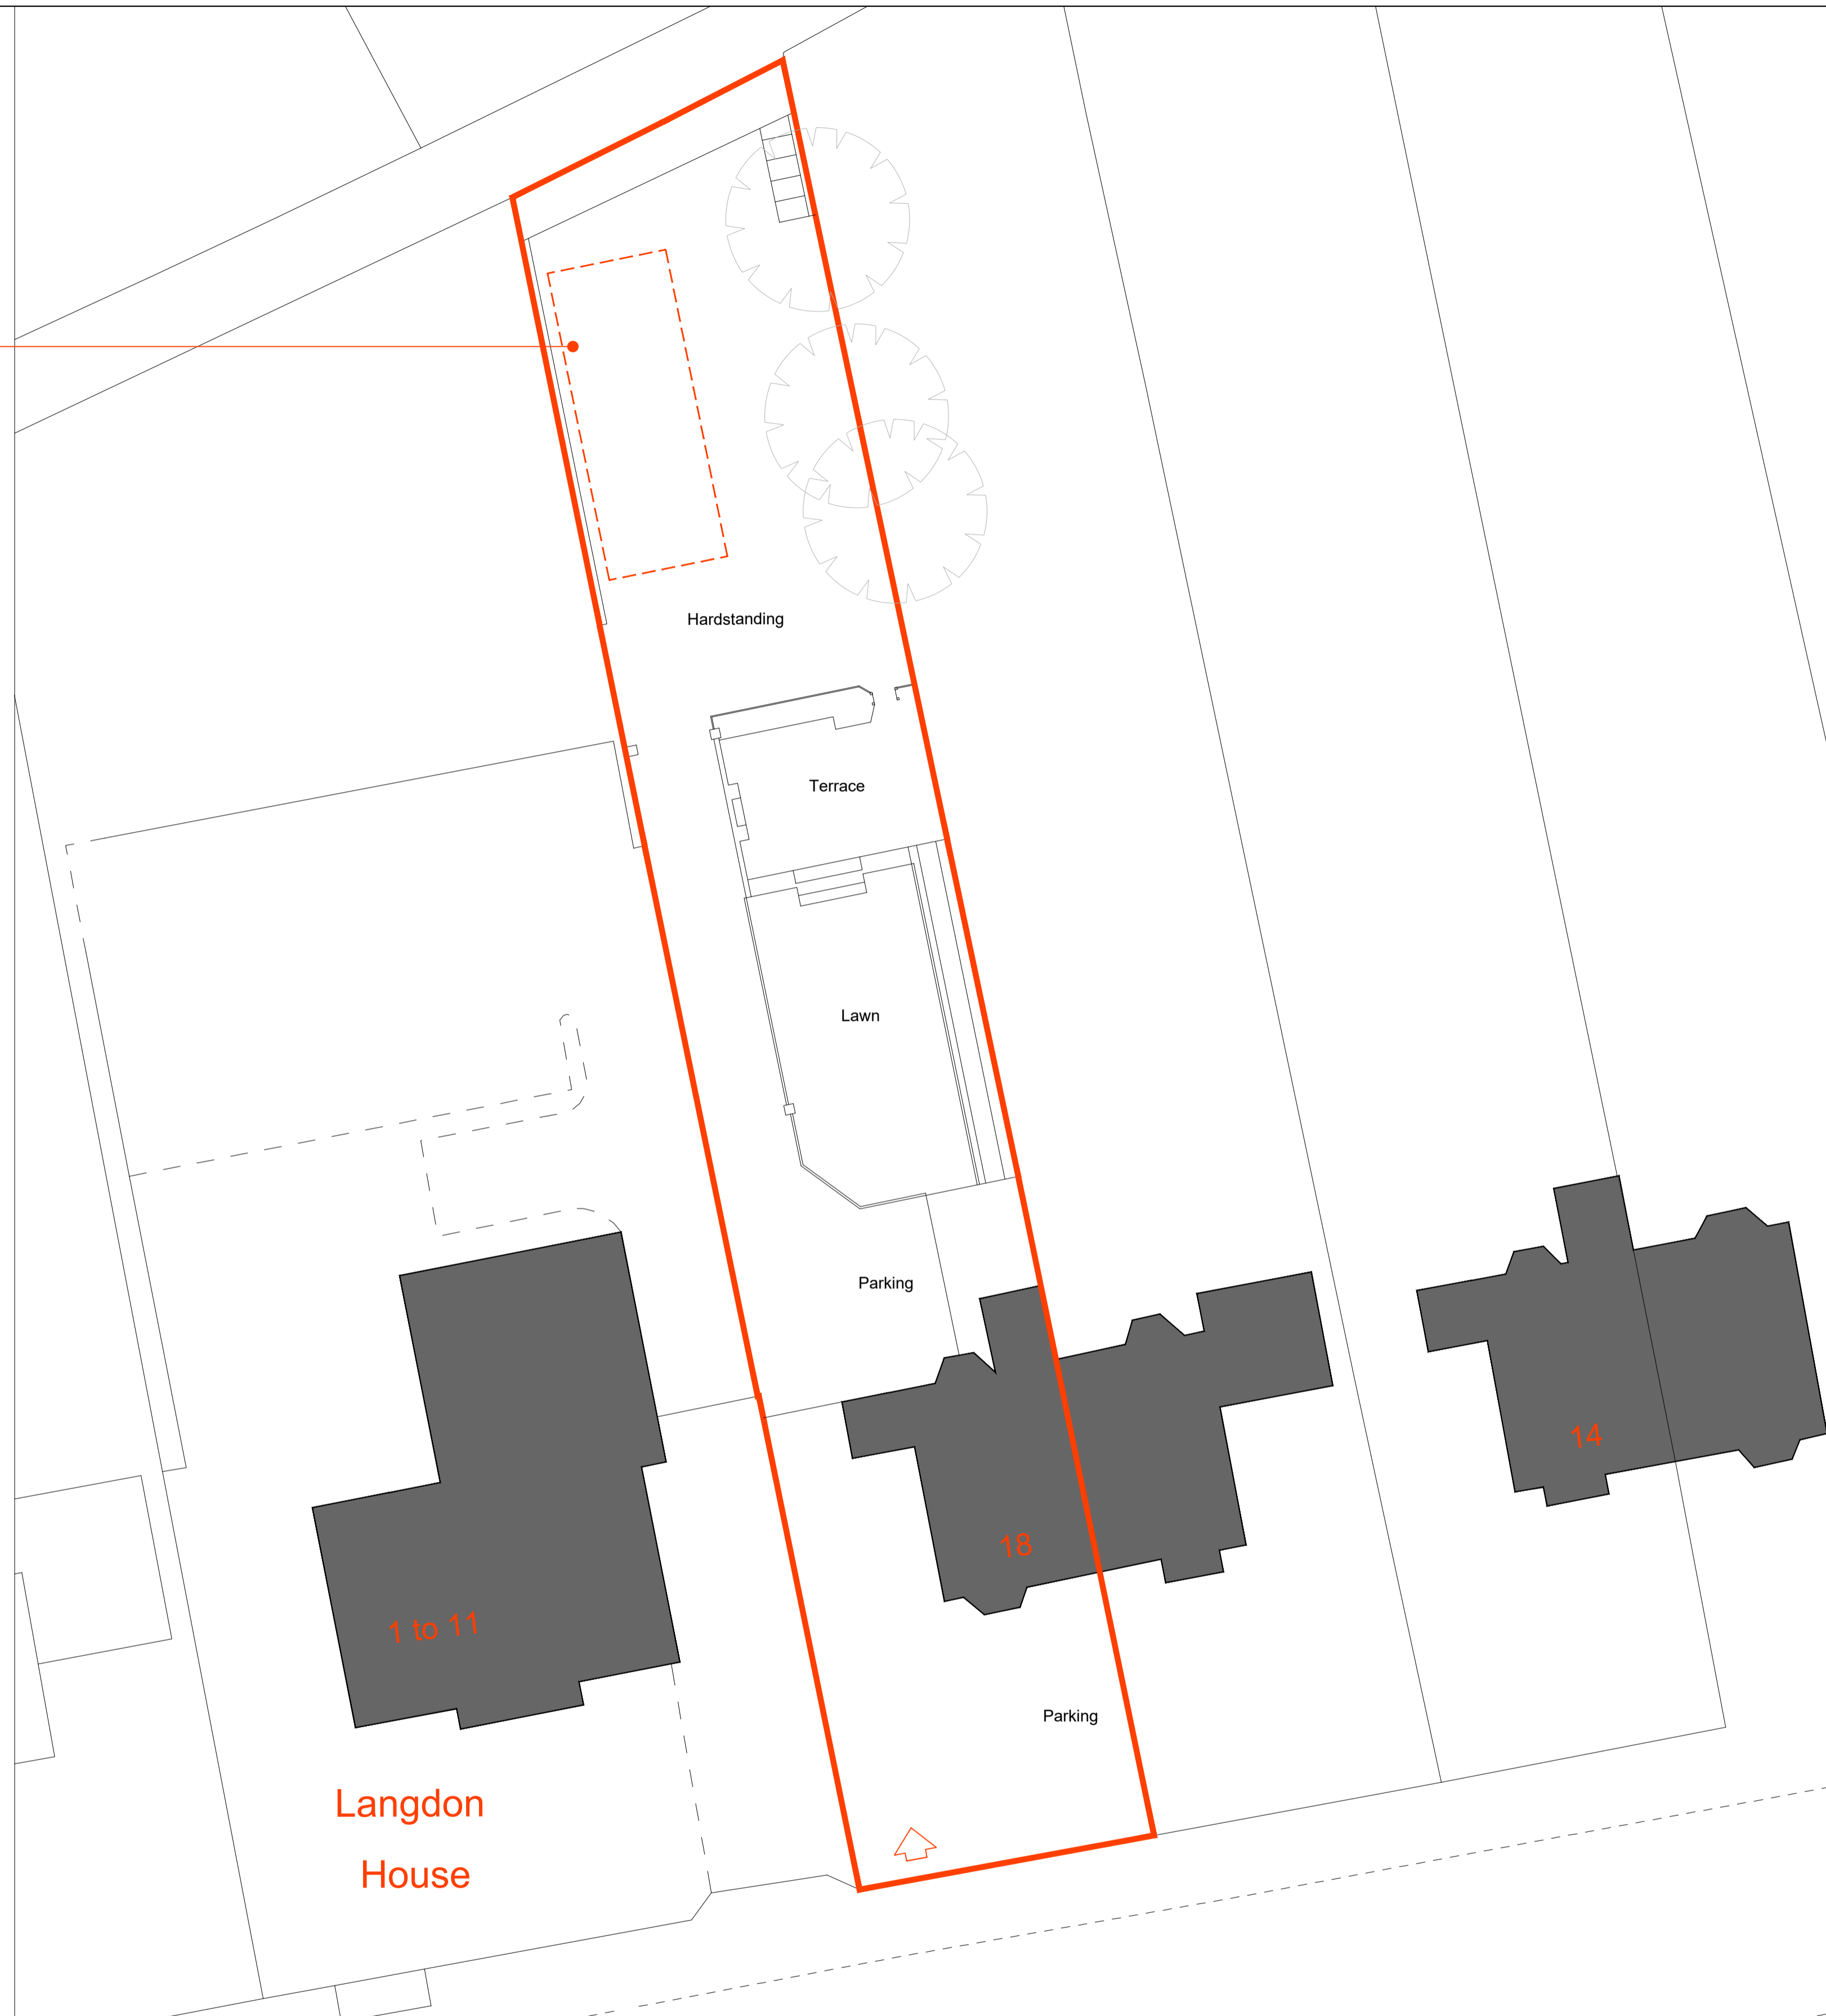 Hardstanding
Terrace
Lawn
Parking
14
18
1 to 11
Parking
Langdon
House